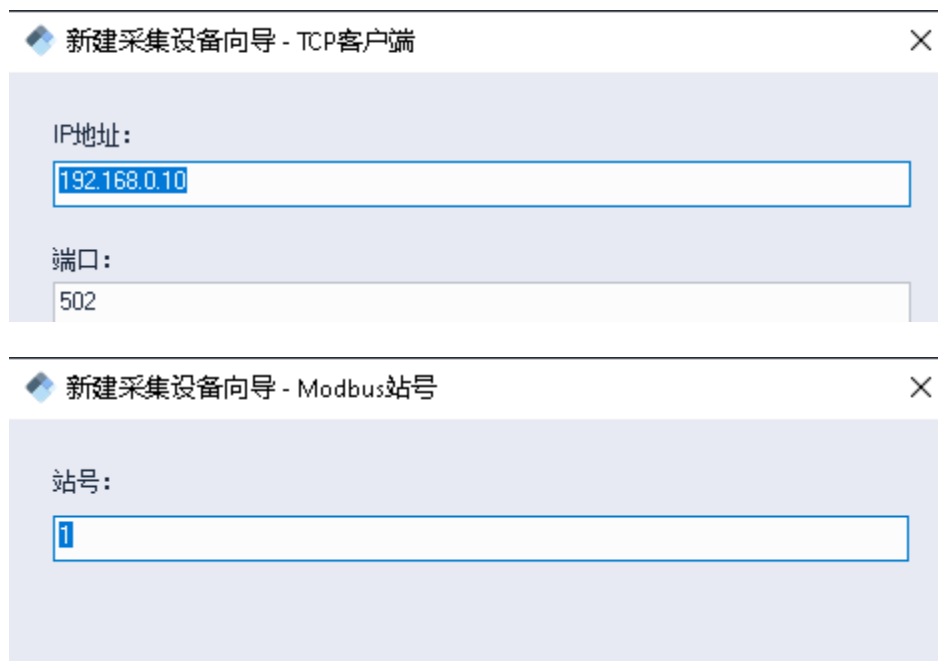 新建采集设备向导 - TCP客户端
IP地址：
192.168.0.10
端口：
502
新建采集设备向导 - Modbus站号
站号：
1